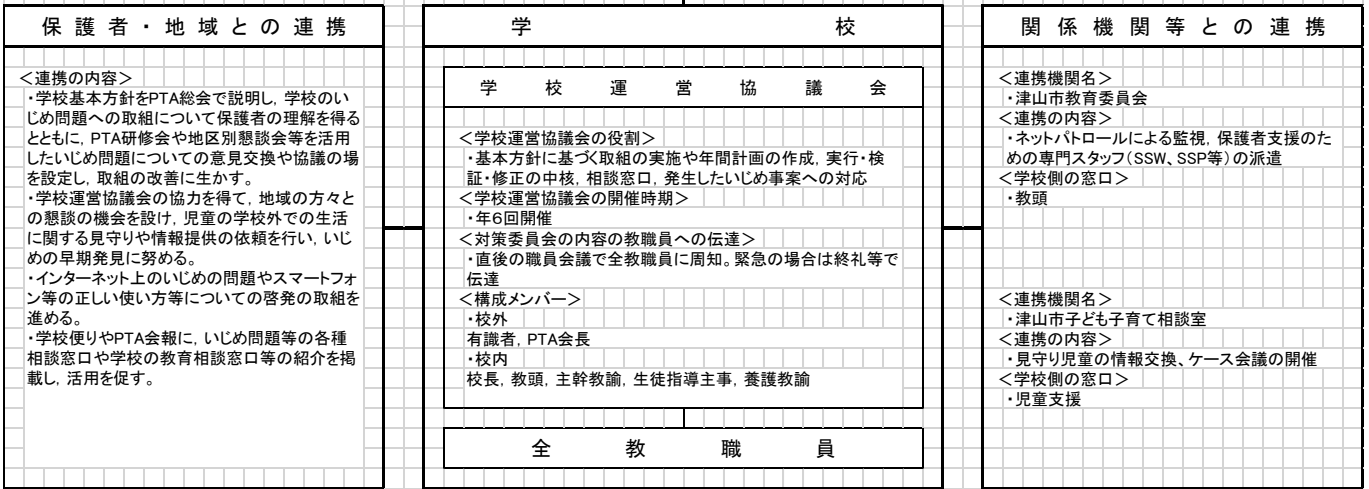 保護者・地域との連携
＜連携の内容＞
・学校基本方針をPTA総会で説明し，学校のい
じめ問題への取組について保護者の理解を得る
とともに，PTA研修会や地区別懇談会等を活用
したいじめ問題についての意見交換や協議の場
を設定し，取組の改善に生かす。
・学校運営協議会の協力を得て，地域の方々と
の懇談の機会を設け，児童の学校外での生活
に関する見守りや情報提供の依頼を行い，いじ
めの早期発見に努める。
・インターネット上のいじめの問題やスマートフォ
ン等の正しい使い方等についての啓発の取組を
進める。
・学校便りやPTA会報に，いじめ問題等の各種
相談窓口や学校の教育相談窓口等の紹介を掲
載し，活用を促す。
学校
学校運営協議会
＜学校運営協議会の役割＞
・基本方針に基づく取組の実施や年間計画の作成，実行・検
証・修正の中核，相談窓口，発生したいじめ事案への対応
＜学校運営協議会の開催時期＞
・年６回開催
＜対策委員会の内容の教職員への伝達＞
・直後の職員会議で全教職員に周知。緊急の場合は終礼等で
伝達
＜構成メンバー＞
・校外
有識者，PTA会長
・校内
校長，教頭，主幹教諭，生徒指導主事，養護教諭
全教職員
関係機関等との連携
＜連携機関名＞
・津山市教育委員会
＜連携の内容＞
・ネットパトロールによる監視，保護者支援のた
めの専門スタッフ（SSW、SSP等）の派遣
＜学校側の窓口＞
・教頭
＜連携機関名＞
・津山市子ども子育て相談室
＜連携の内容＞
・見守り児童の情報交換、ケース会議の開催
＜学校側の窓口＞
・児童支援